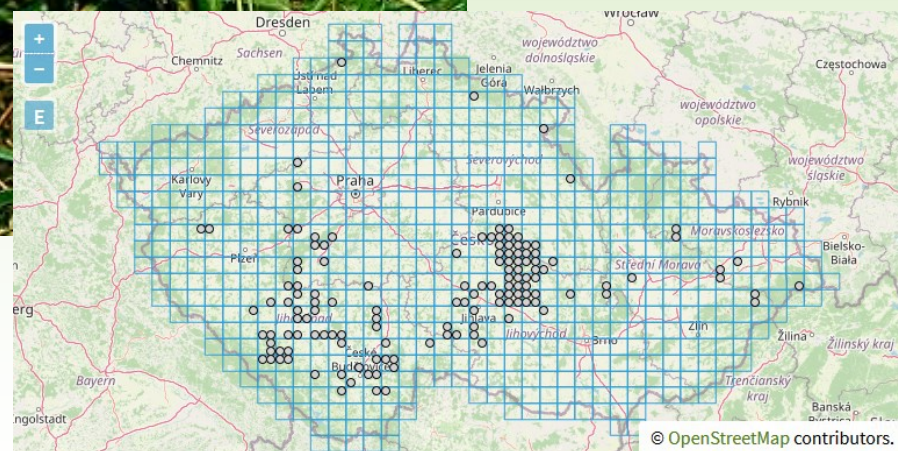 +
−
E
Dresden
Wrocław
Chemnitz
Sachsen
Ústí nad
Labem
Liberec
Jelenia
Góra
Wałbrzych
województwo
dolnośląskie
Częstochowa
województwo
opolskie
województwo
śląskie
Severozápad
Severovýchod
Karlovy
Vary
Praha
Pardubice
Rybnik
Moravskoslezsko
Bielsko-
Biała
Plzeň
Střední Morava
Jihozápad
Jihlava
Jihovýchod
Brno
Zlín
Žilina
Žilinský kraj
České
Budějovice
Bayern
Trenčiansky
kraj
Banská
© OpenStreetMap contributors.